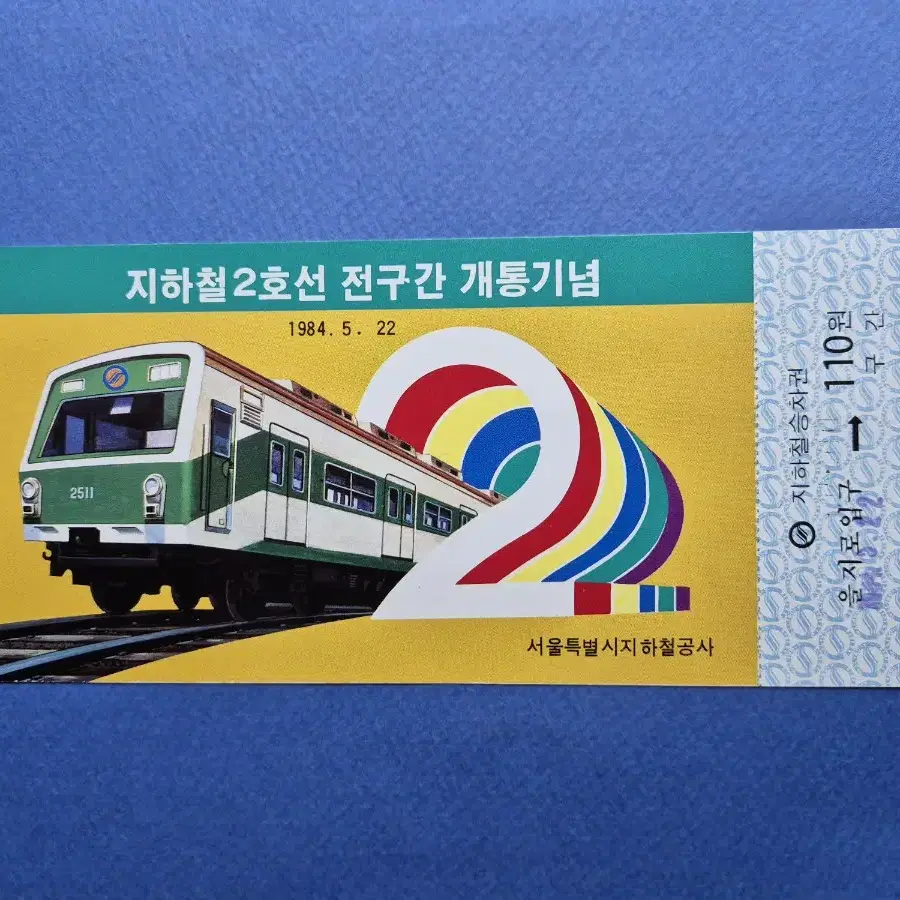 지하철2호선 전구간 개통기념
1984. 5. 22
2511
서울특별시지하철공사
지하철승차권
을지로입구 → 110원
구간